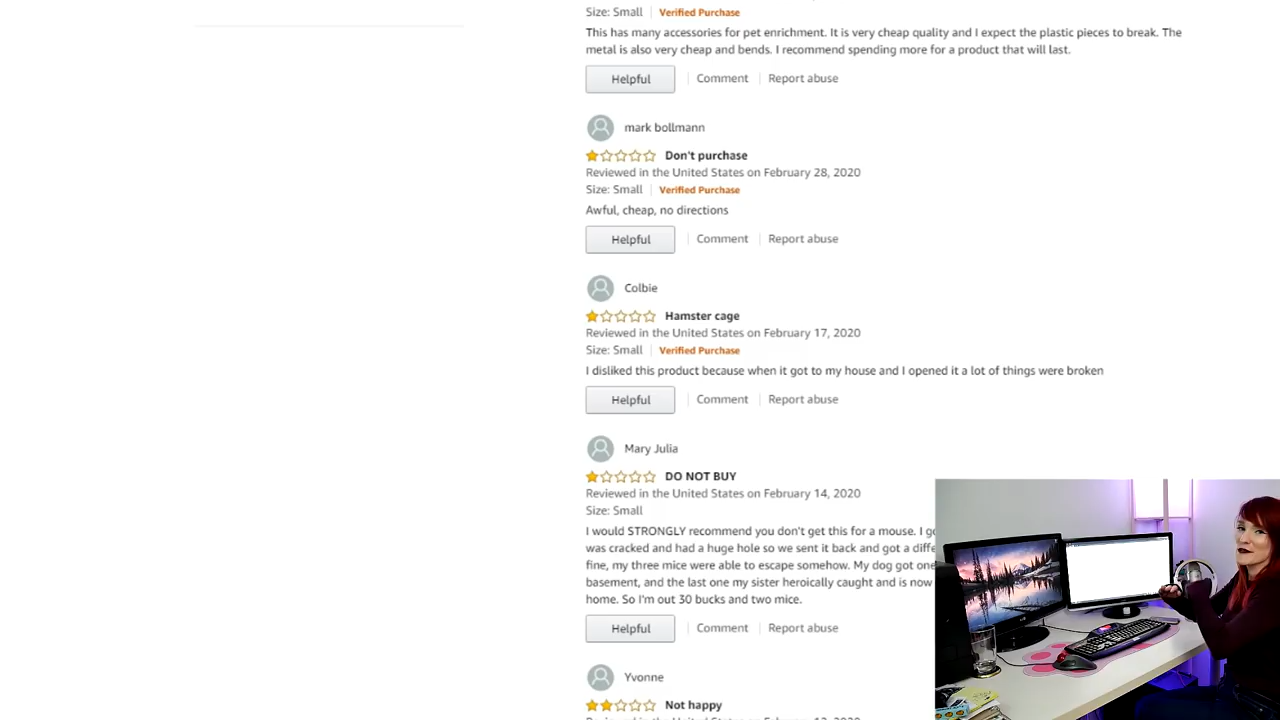 Size: Small Verified Purchase
This has many accessories for pet enrichment. It is very cheap quality and I expect the plastic pieces to break. The
metal is also very cheap and bends. I recommend spending more for a product that will last.
Helpful Comment Report abuse
mark bollmann
Don't purchase
Reviewed in the United States on February 28, 2020
Size: Small Verified Purchase
Awful, cheap, no directions
Helpful Comment Report abuse
Colbie
Hamster cage
Reviewed in the United States on February 17, 2020
Size: Small Verified Purchase
I disliked this product because when it got to my house and I opened it a lot of things were broken
Helpful Comment Report abuse
Mary Julia
DO NOT BUY
Reviewed in the United States on February 14, 2020
Size: Small
I would STRONGLY recommend you don't get this for a mouse. I
was cracked and had a huge hole so we sent it back and got a
fine, my three mice were able to escape somehow. My dog got one
basement, and the last one my sister heroically caught and is now
home. So I'm out 30 bucks and two mice.
Helpful Comment Report abuse
Yvonne
Not happy